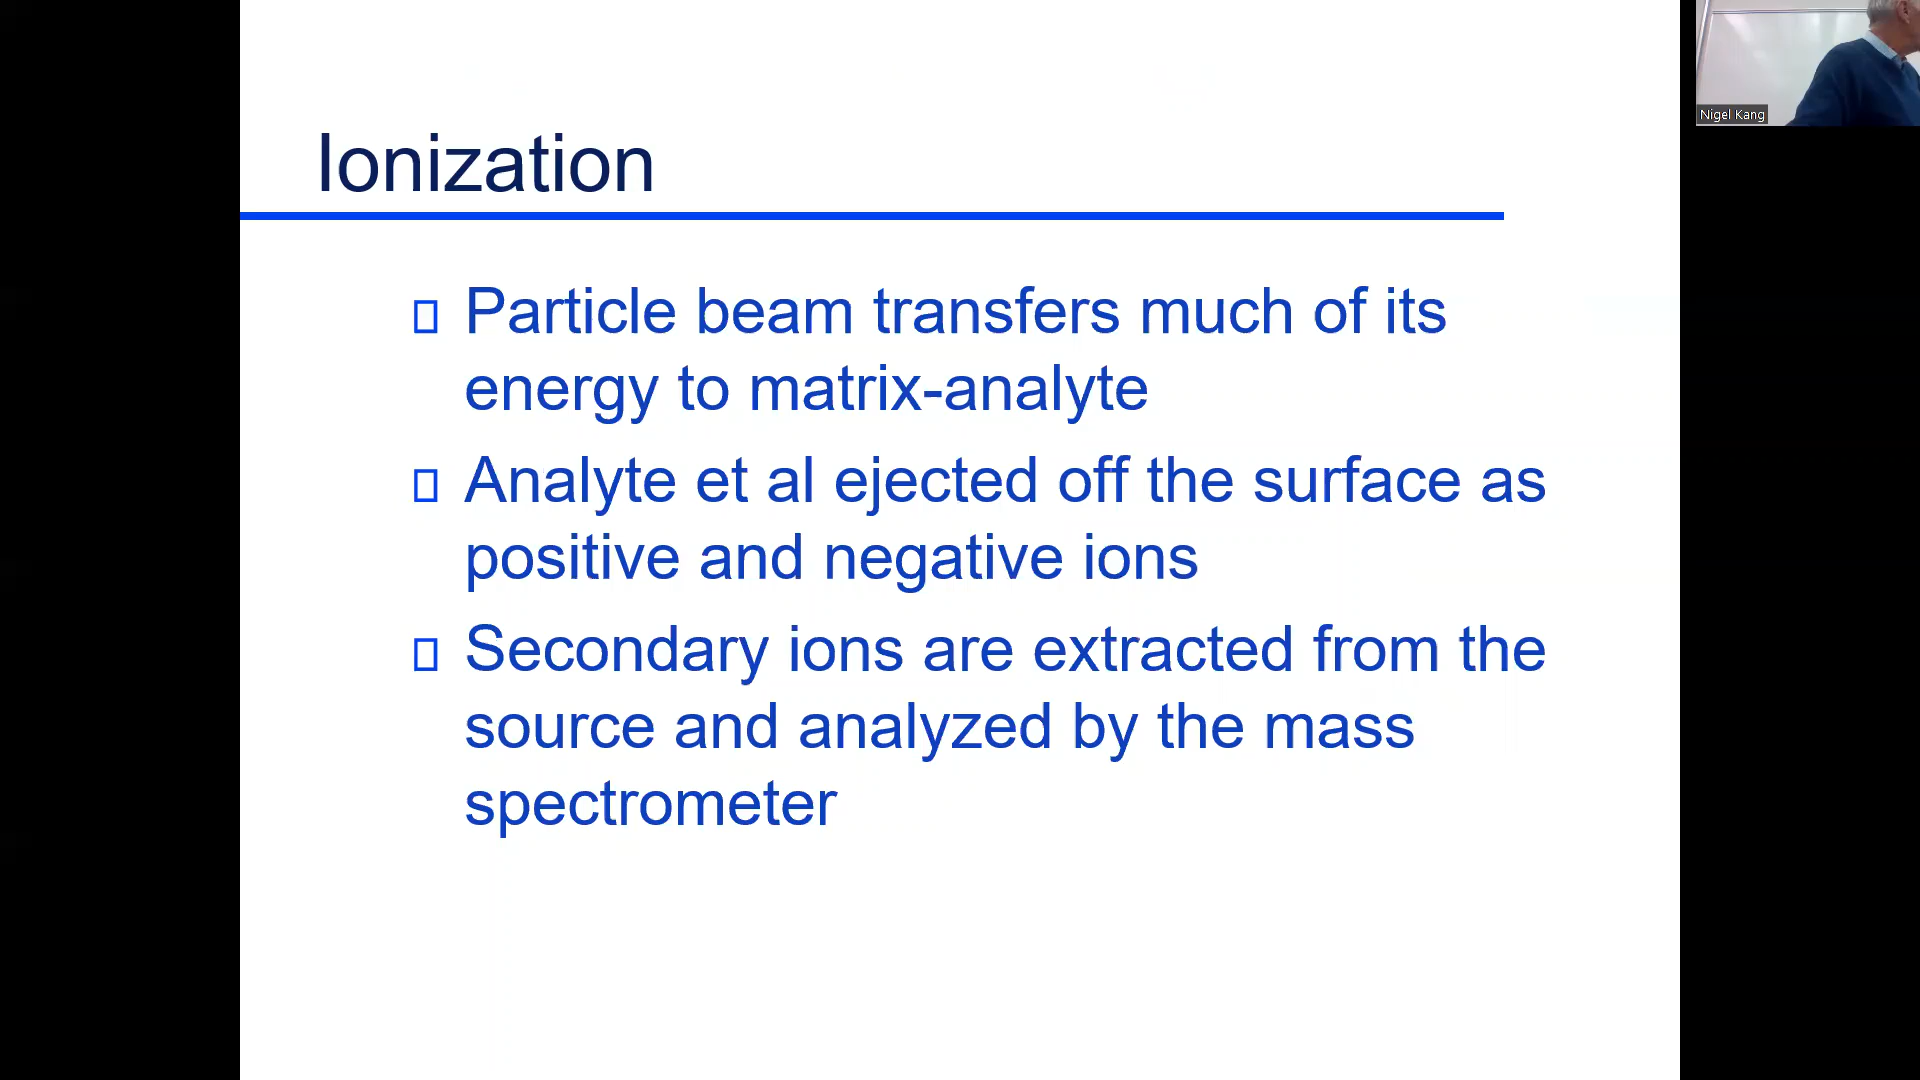 Ionization
Particle beam transfers much of its
energy to matrix-analyte
Analyte et al ejected off the surface as
positive and negative ions
Secondary ions are extracted from the
source and analyzed by the mass
spectrometer
Nigel Kang